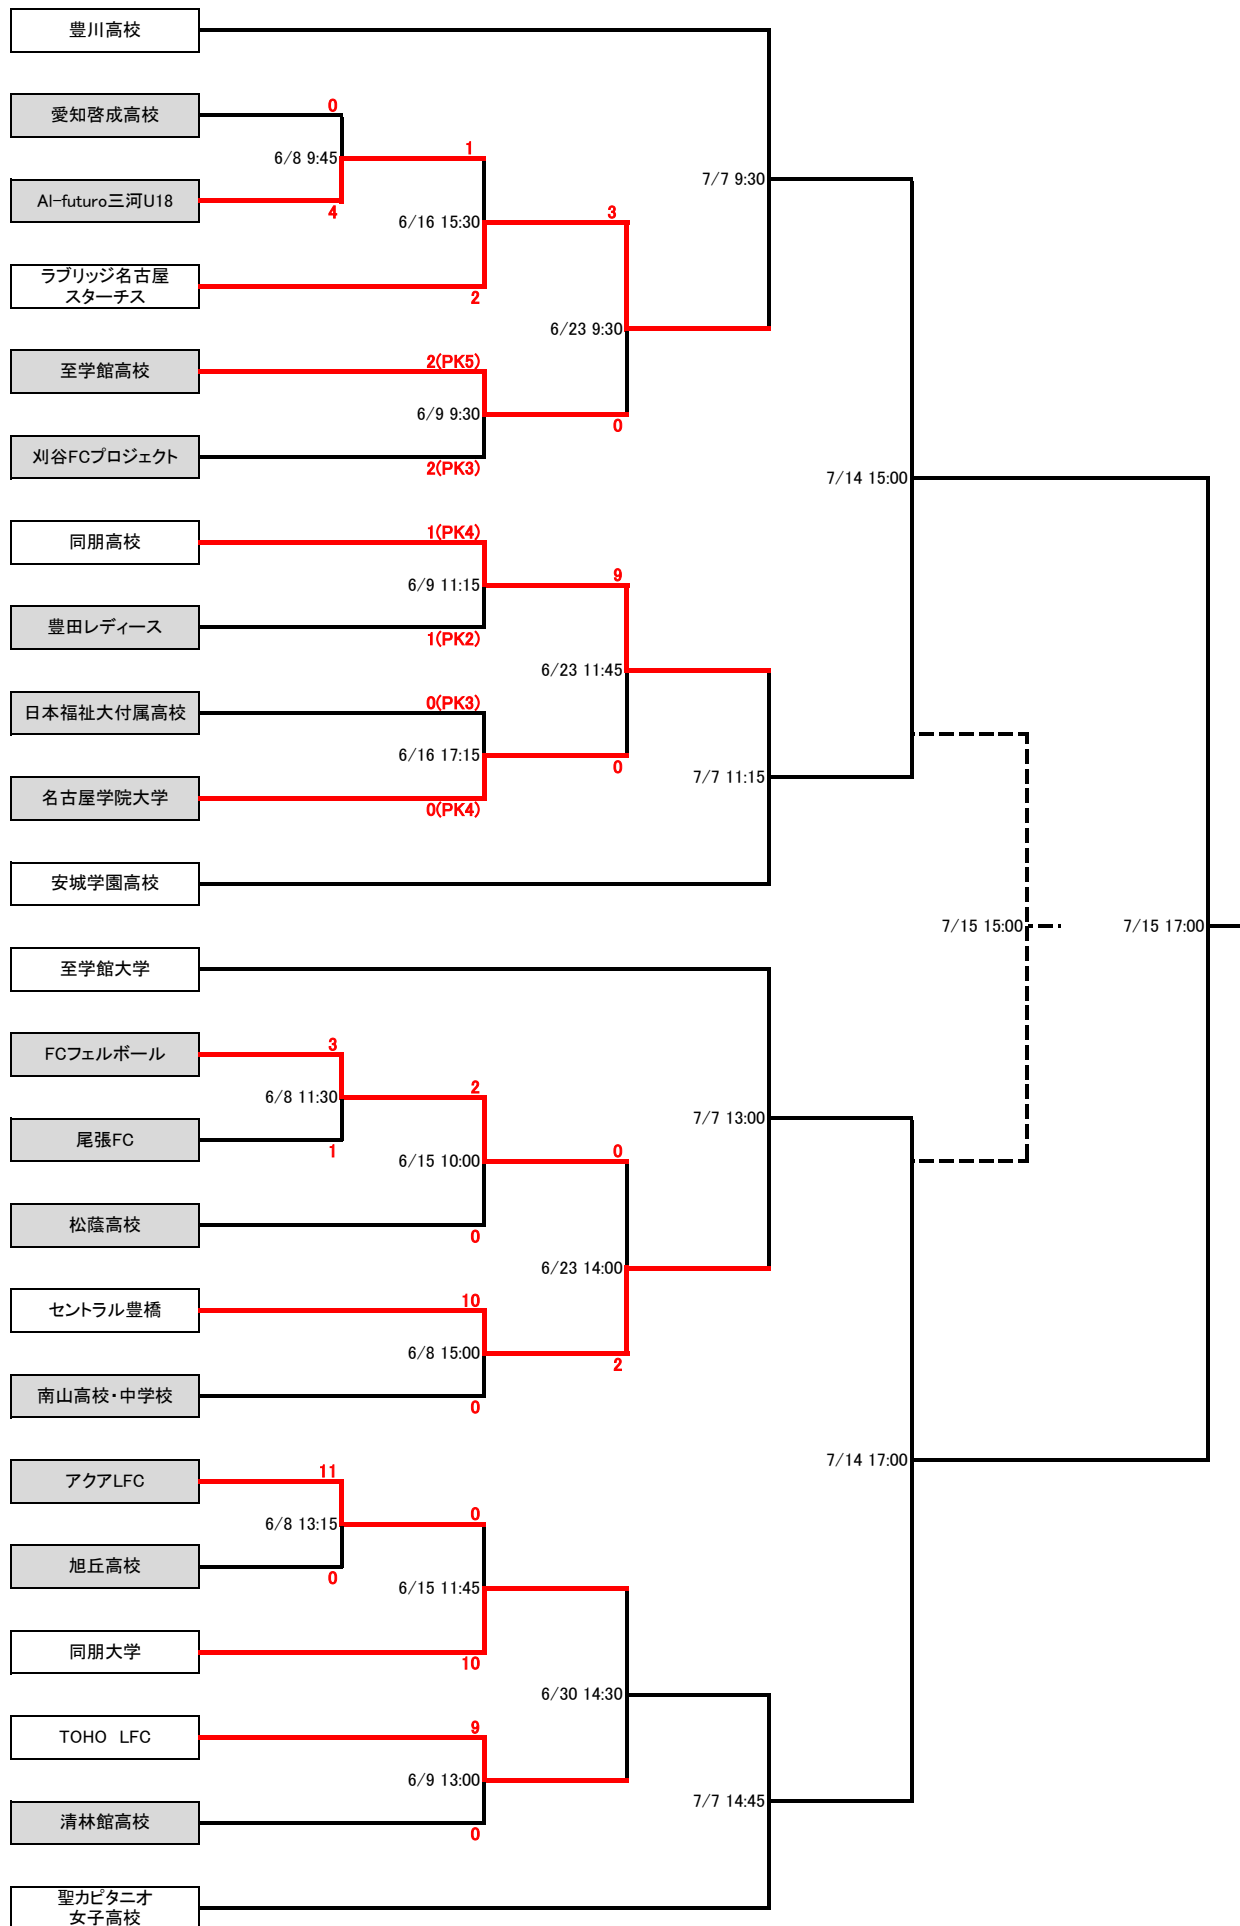 豊川高校
愛知啓成高校
0
6/8 9:45
1
7/7 9:30
Al-futuro三河U18
4
6/16 15:30
3
ラブリッジ名古屋
スターチス
2
6/23 9:30
至学館高校
2(PK5)
6/9 9:30
0
刈谷FCプロジェクト
2(PK3)
7/14 15:00
同朋高校
1(PK4)
6/9 11:15
9
豊田レディース
1(PK2)
6/23 11:45
日本福祉大付属高校
0(PK3)
6/16 17:15
0
7/7 11:15
名古屋学院大学
0(PK4)
安城学園高校
7/15 15:00
7/15 17:00
至学館大学
FCフェルボール
3
6/8 11:30
2
7/7 13:00
尾張FC
1
6/15 10:00
0
松蔭高校
0
6/23 14:00
セントラル豊橋
10
6/8 15:00
2
南山高校・中学校
0
7/14 17:00
アクアLFC
11
6/8 13:15
0
旭丘高校
0
6/15 11:45
同朋大学
10
6/30 14:30
TOHO LFC
9
6/9 13:00
7/7 14:45
清林館高校
0
聖カピタニオ
女子高校